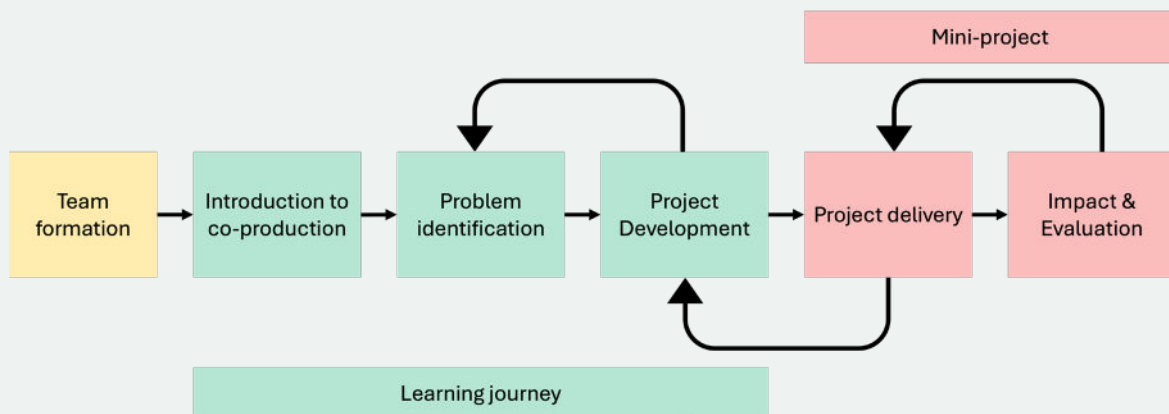 Mini-project
Team
formation
Introduction to
co-production
Problem
identification
Project
Development
Project delivery
Impact &
Evaluation
Learning journey